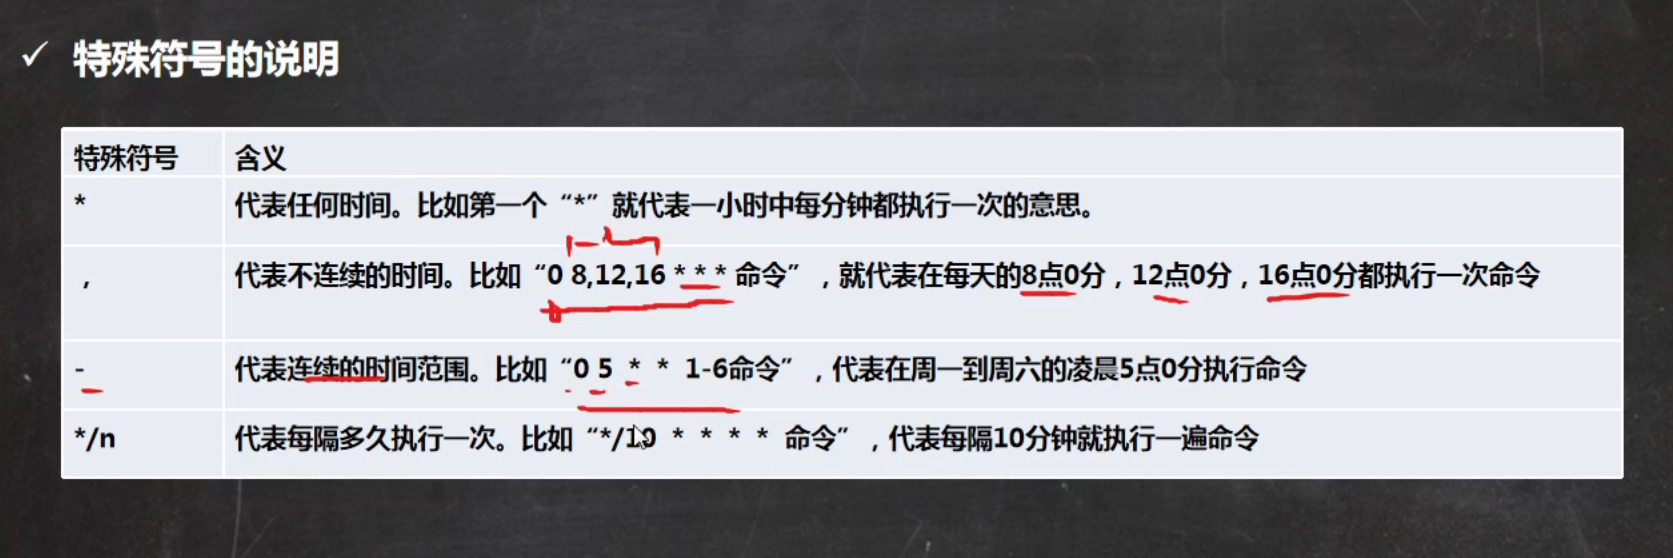 ✓ 特殊符号的说明
特殊符号 含义
* 代表任何时间。比如第一个“*”就代表一小时中每分钟都执行一次的意思。
, 代表不连续的时间。比如“0 8,12,16 * * * 命令”，就代表在每天的8点0分，12点0分，16点0分都执行一次命令
- 代表连续的时间范围。比如“0 5 * * 1-6命令”，代表在周一到周六的凌晨5点0分执行命令
*/n 代表每隔多久执行一次。比如“*/10 * * * * 命令”，代表每隔10分钟就执行一遍命令